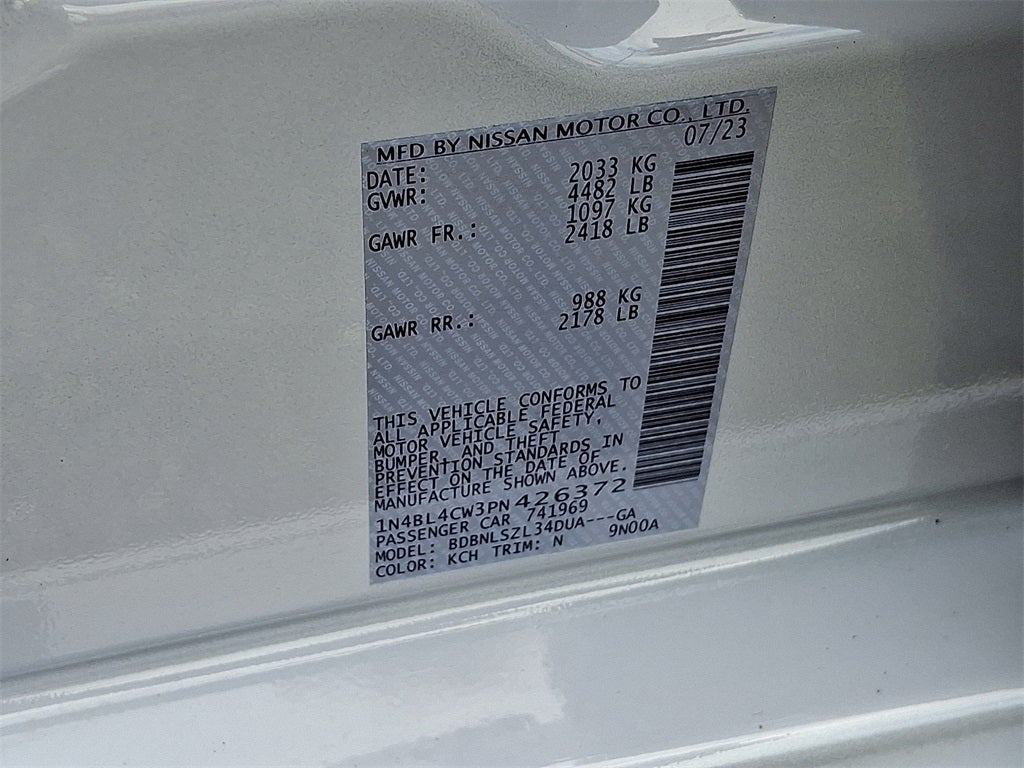 MFD BY NISSAN MOTOR CO., LTD.
DATE: 07/23
GVWR: 2033 KG
4482 LB
GAWR FR.: 1097 KG
2418 LB
GAWR RR.: 988 KG
2178 LB
THIS VEHICLE CONFORMS TO
ALL APPLICABLE FEDERAL
MOTOR VEHICLE SAFETY,
BUMPER, AND THEFT
PREVENTION STANDARDS IN
EFFECT ON THE DATE OF
MANUFACTURE SHOWN ABOVE.
1N4BL4CW3PN426372
PASSENGER CAR 741969
MODEL: BDBNLSZL34DUA---GA
COLOR: KCH TRIM: N 9N00A